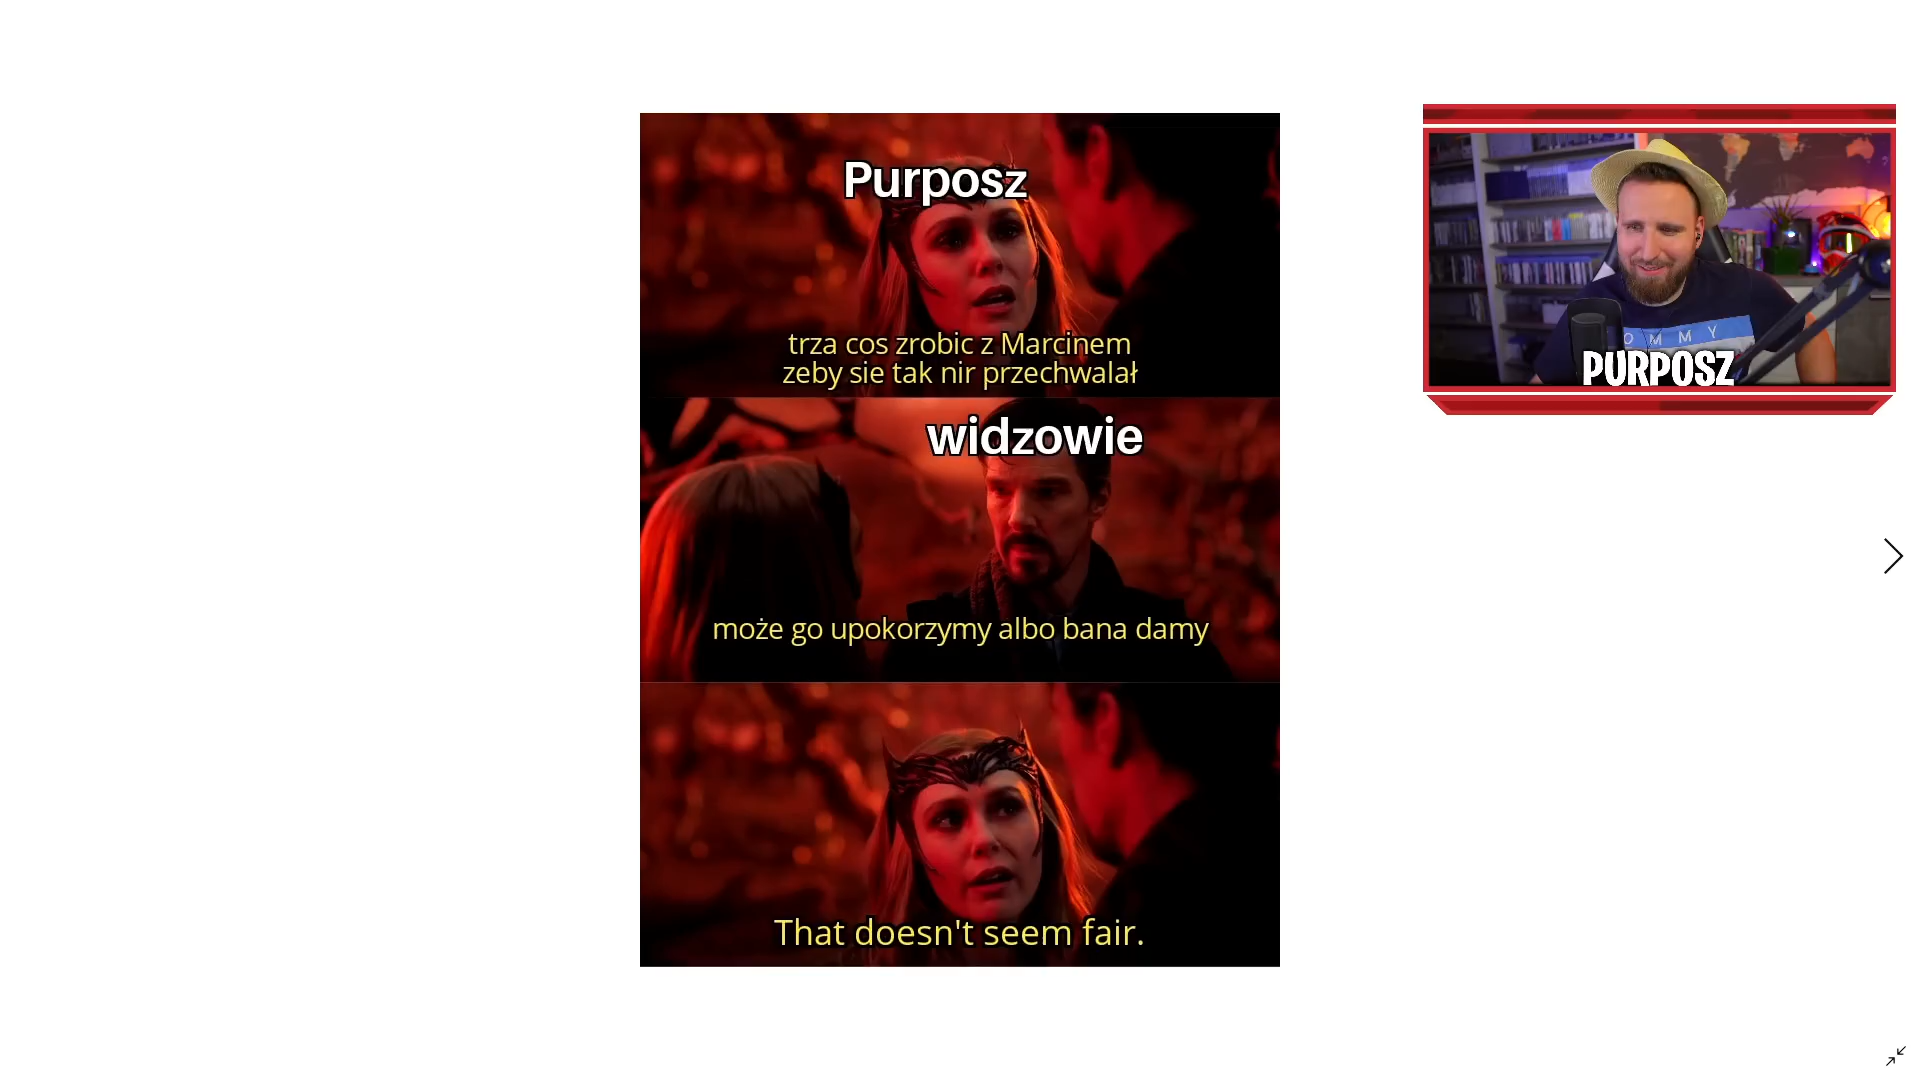 Purposz
trza cos zrobic z Marcinem
zeby sie tak nir przechwalał
widzowie
może go upokorzymy albo bana damy
That doesn't seem fair.
OMMY
PURPOSZ